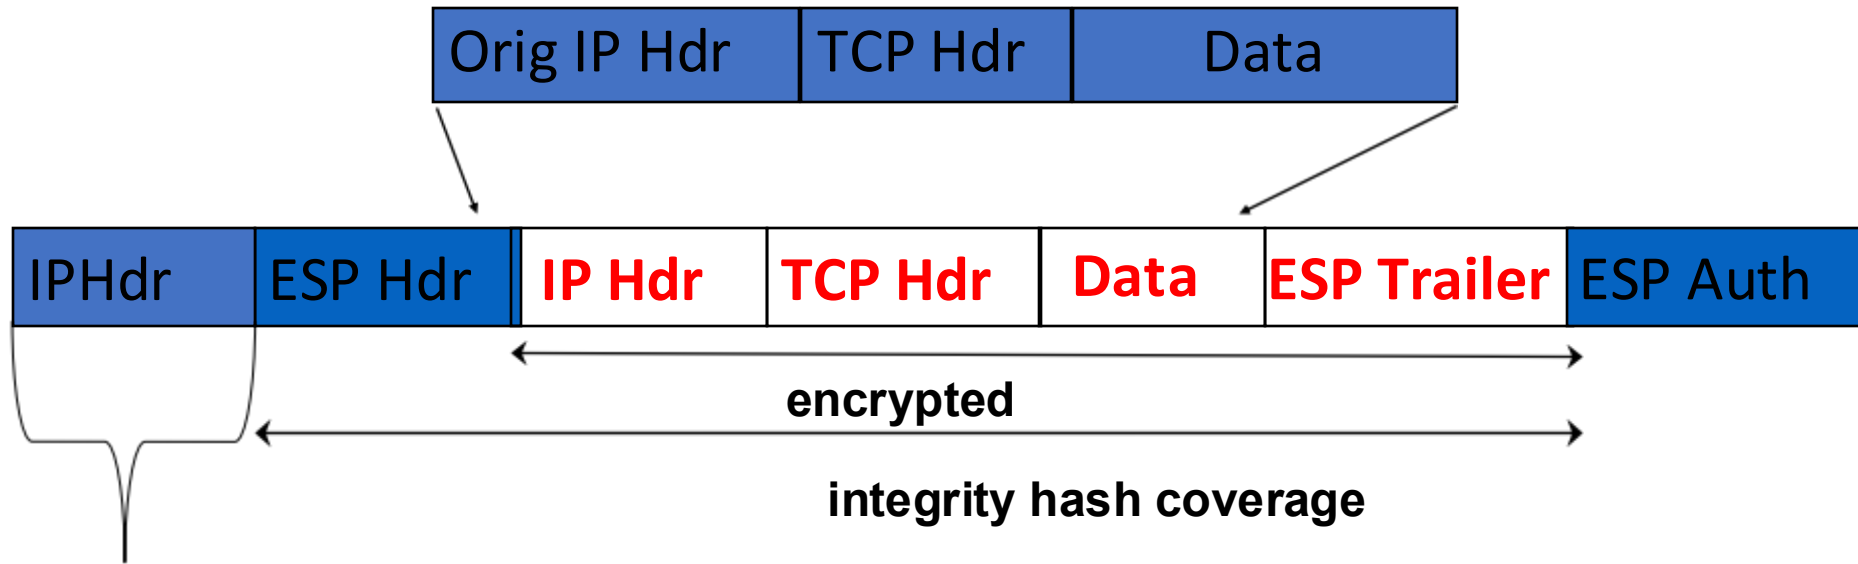 Orig IP Hdr TCP Hdr Data
IPHdr ESP Hdr IP Hdr TCP Hdr Data ESP Trailer ESP Auth
encrypted
integrity hash coverage